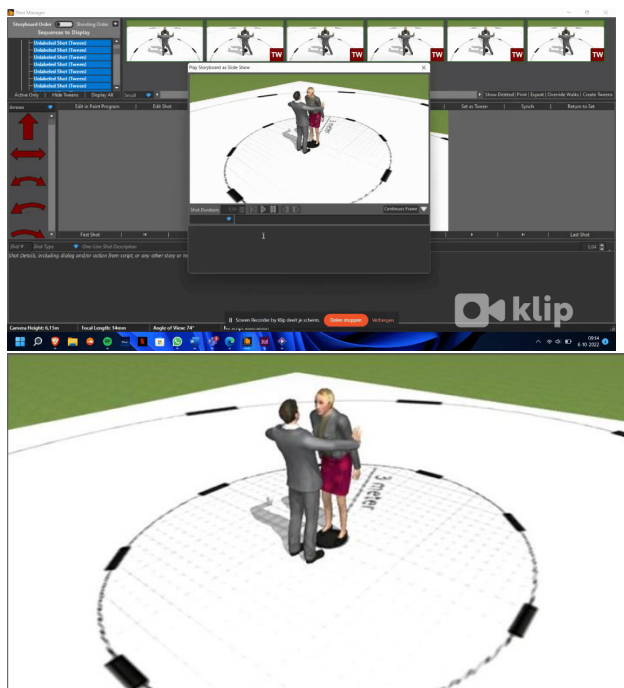 Shot Manager
Storyboard Order Shooting Order
Sequences to Display
Unlabeled Shot (Tween)
Unlabeled Shot (Tween)
Unlabeled Shot (Tween)
Unlabeled Shot (Tween)
Unlabeled Shot (Tween)
Unlabeled Shot (Tween)
TW TW TW TW TW TW
Play Storyboard as Slide Show
Active Only | Hide Tweens | Display All Small
Show Deleted | Print | Export | Override Walks | Create Tweens
Arrows Edit in Paint Program | Edit Shot
Set as Tween | Synch | Return to Set
3 meter
Shot Duration:
Continuous Frame
First Shot
Last Shot
Shot # Shot Type One Line Shot Description
0,04
Shot Details, including dialog and/or action from script, or any other story or
Screen Recorder by Klip deelt je scherm. Delen stoppen Verbergen
klip
Camera Height: 6,15m Focal Length: 14mm Angle of View: 74°
09:14
6-10-2022
3 meter